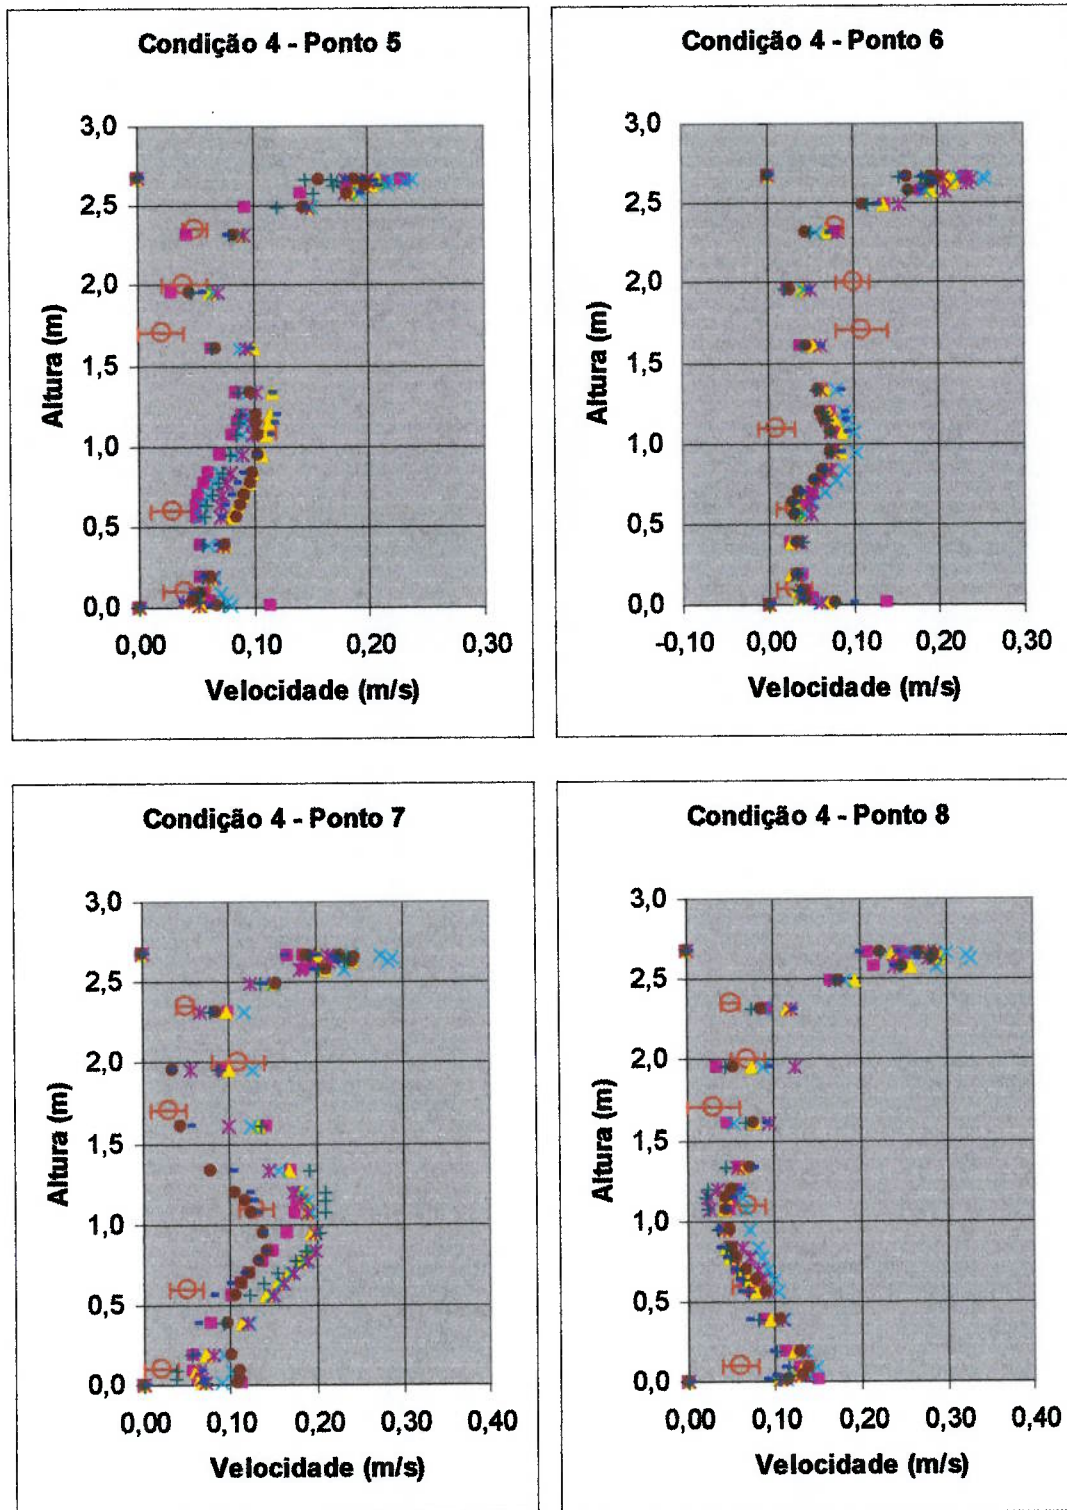 Condição 4 - Ponto 5
Altura (m)
3,0
2,5
2,0
1,5
1,0
0,5
0,0
0,00 0,10 0,20 0,30
Velocidade (m/s)
Condição 4 - Ponto 6
Altura (m)
3,0
2,5
2,0
1,5
1,0
0,5
0,0
-0,10 0,00 0,10 0,20 0,30
Velocidade (m/s)
Condição 4 - Ponto 7
Altura (m)
3,0
2,5
2,0
1,5
1,0
0,5
0,0
0,00 0,10 0,20 0,30 0,40
Velocidade (m/s)
Condição 4 - Ponto 8
Altura (m)
3,0
2,5
2,0
1,5
1,0
0,5
0,0
0,00 0,10 0,20 0,30 0,40
Velocidade (m/s)